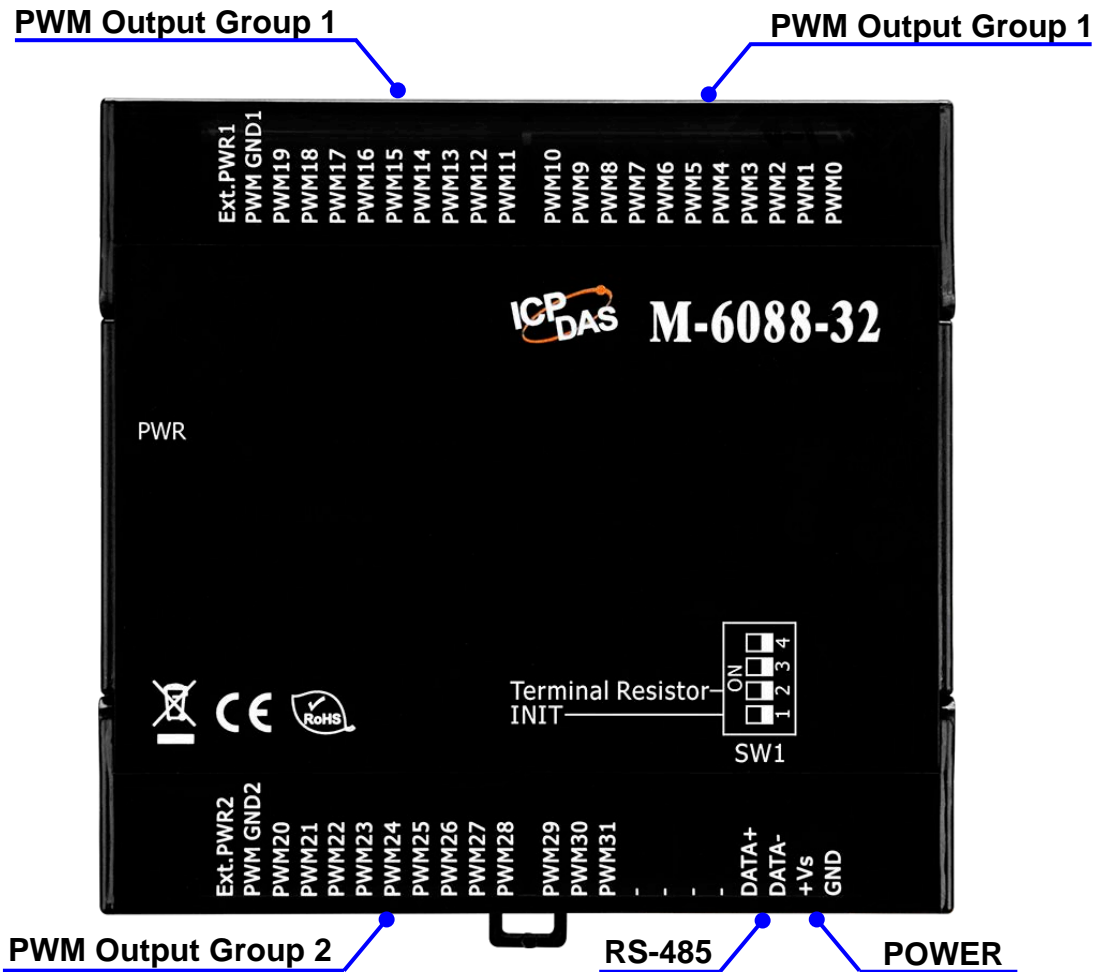 PWM Output Group 1
PWM Output Group 1
Ext.PWR1
PWM GND1
PWM19
PWM18
PWM17
PWM16
PWM15
PWM14
PWM13
PWM12
PWM11
PWM10
PWM9
PWM8
PWM7
PWM6
PWM5
PWM4
PWM3
PWM2
PWM1
PWM0
ICP DAS
M-6088-32
PWR
4
3
2
1
ON
Terminal Resistor
INIT
SW1
RoHS
CE
Ext.PWR2
PWM GND2
PWM20
PWM21
PWM22
PWM23
PWM24
PWM25
PWM26
PWM27
PWM28
PWM29
PWM30
PWM31
-
-
-
-
DATA+
DATA-
+Vs
GND
PWM Output Group 2
RS-485
POWER